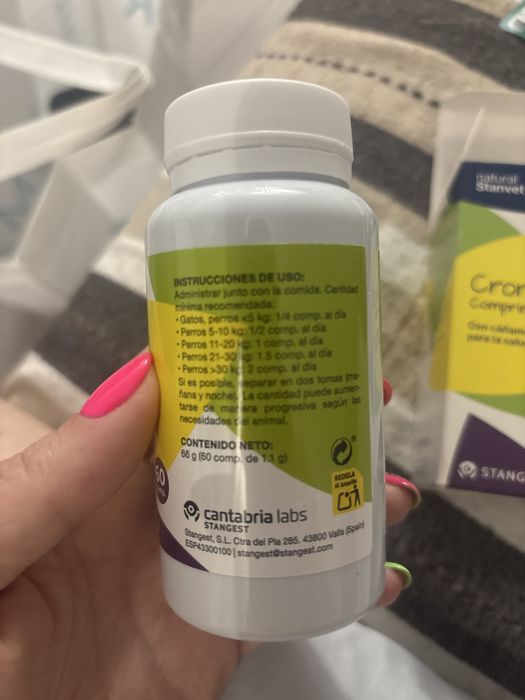 INSTRUCCIONES DE USO:
Administrar junto con la comida. Cantidad
mínima recomendada:
• Gatos, perros <5 kg: 1/4 comp. al día
• Perros 5-10 kg: 1/2 comp. al día
• Perros 11-20 kg: 1 comp. al día
• Perros 21-30 kg: 1.5 comp. al día
• Perros >30 kg: 2 comp. al día
Si es posible, separar en dos tomas (ma-
ñana y noche). La cantidad puede aumen-
tarse de manera progresiva según las
necesidades del animal.
CONTENIDO NETO:
66 g (60 comp. de 1.1 g)
60
RECICLA
Al Amarillo
cantabria labs
STANGEST
Stangest, S.L. Ctra del Pla 285. 43800 Valls (Spain)
ESP43300100 | stangest@stangest.com
natural
Stanvet
Cron
Comprim
Con cáñam
para la salu
STANG